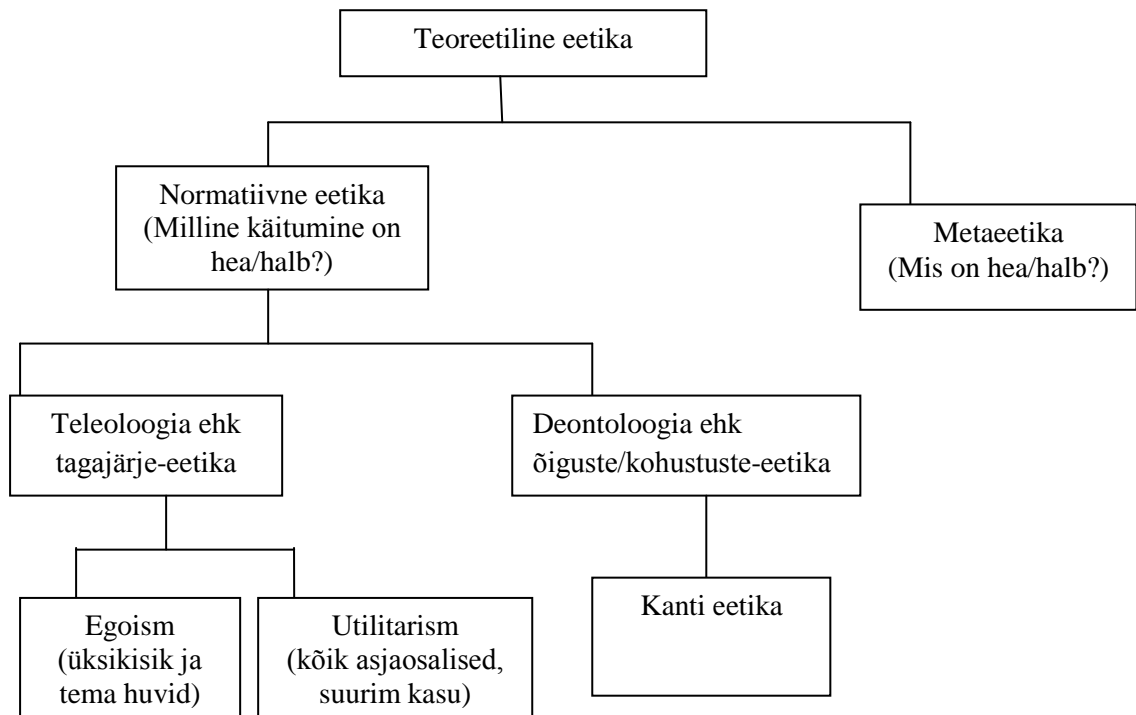 Teoreetiline eetika
Normatiivne eetika
(Milline käitumine on
hea/halb?)
Metaeetika
(Mis on hea/halb?)
Teleoloogia ehk
tagajärje-eetika
Deontoloogia ehk
õiguste/kohustuste-eetika
Egoism
(üksikisik ja
tema huvid)
Utilitarism
(kõik asjaosalised,
suurim kasu)
Kanti eetika